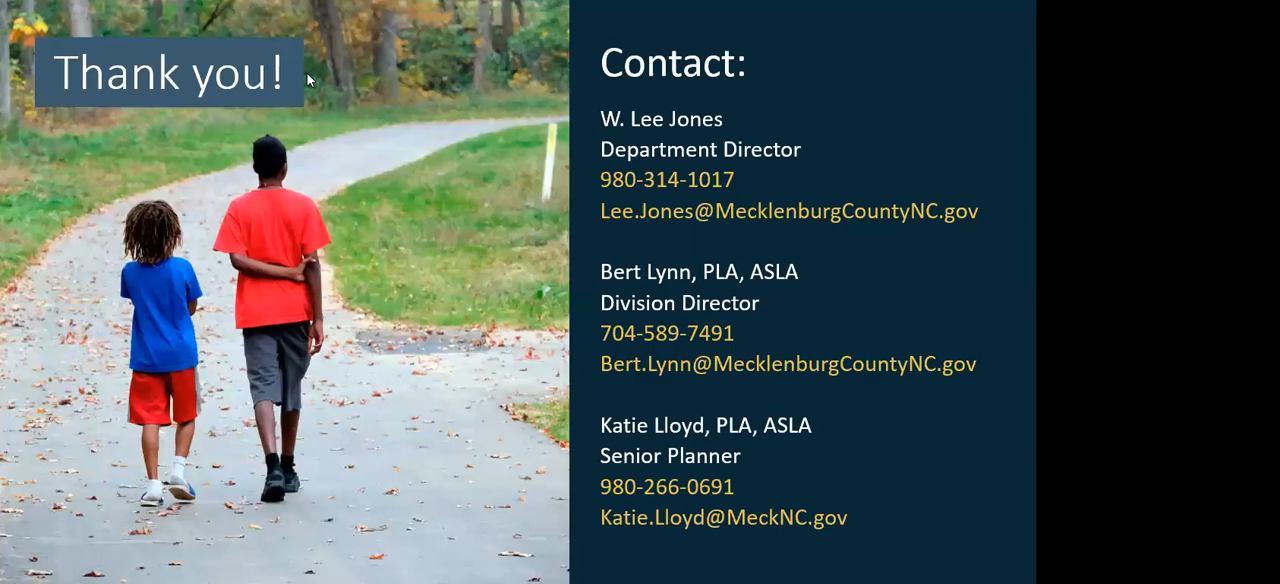 Thank you!
Contact:
W. Lee Jones
Department Director
980-314-1017
Lee.Jones@MecklenburgCountyNC.gov
Bert Lynn, PLA, ASLA
Division Director
704-589-7491
Bert.Lynn@MecklenburgCountyNC.gov
Katie Lloyd, PLA, ASLA
Senior Planner
980-266-0691
Katie.Lloyd@MeckNC.gov